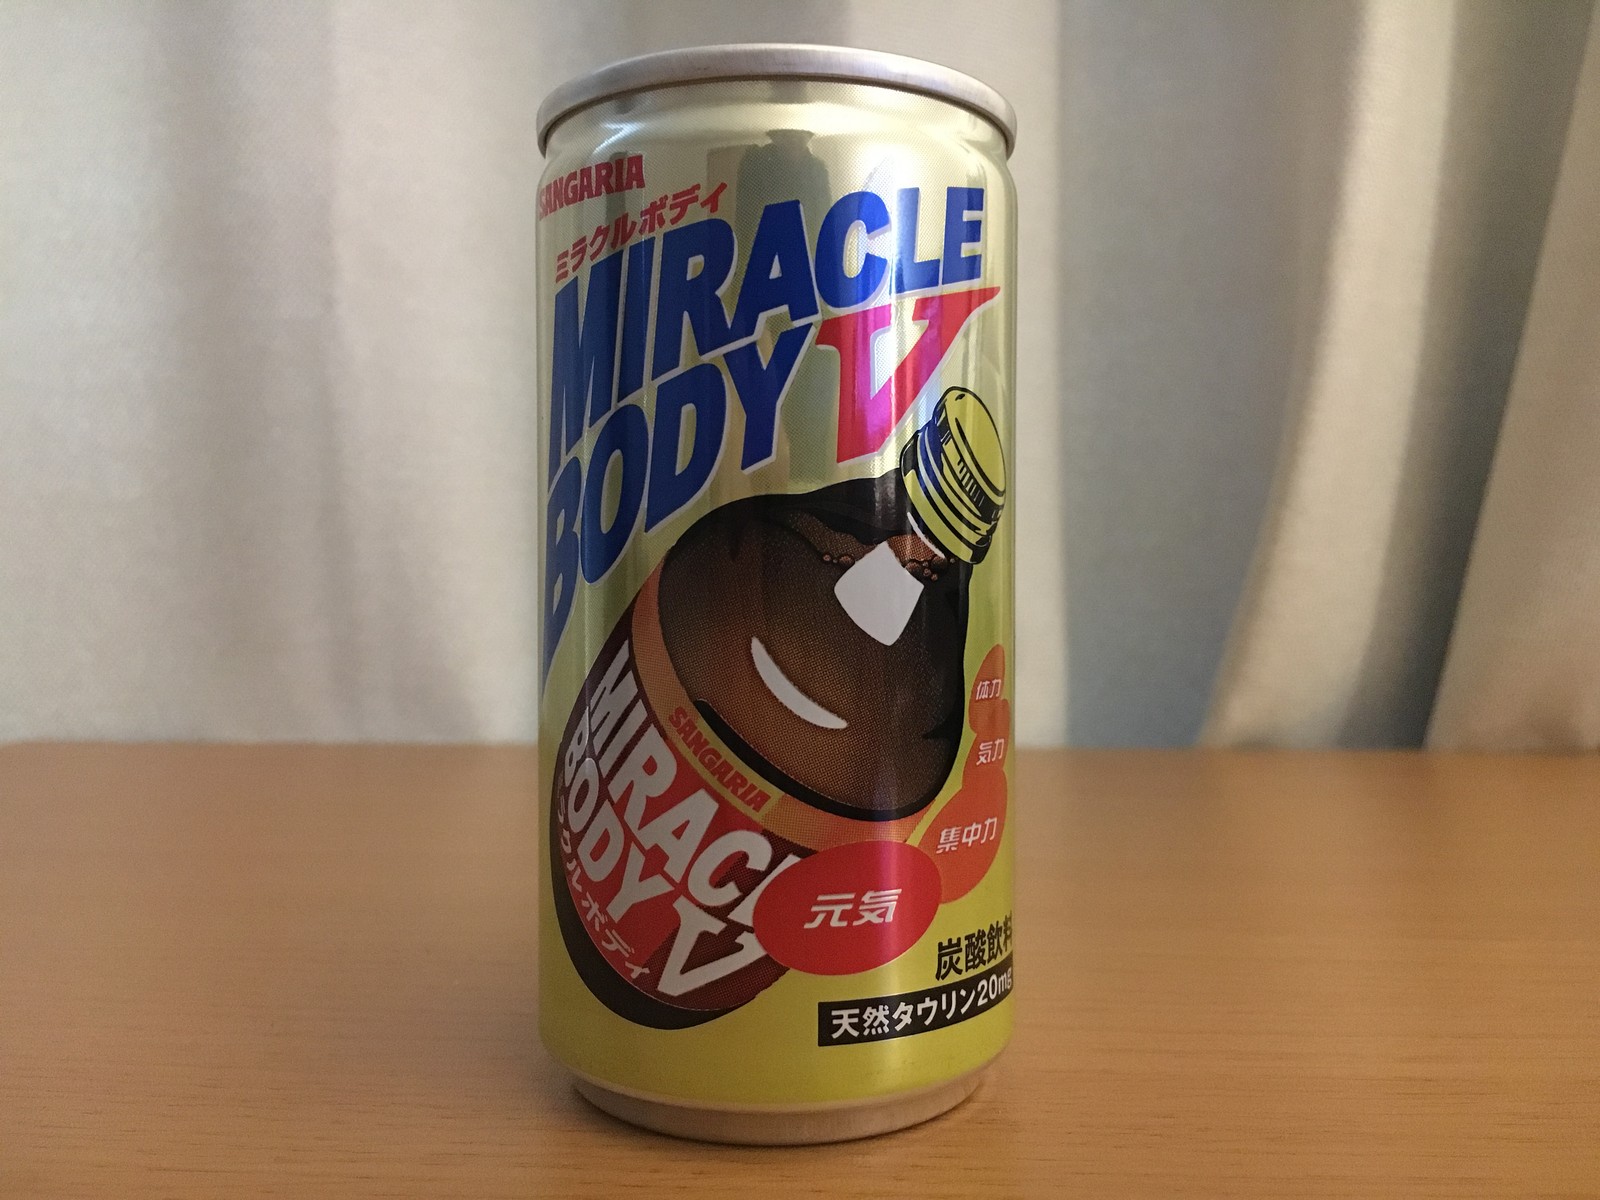 SANGARIA
ミラクルボディ
MIRACLE
BODY V
SANGARIA
MIRACL
BODY V
ミラクルボディ
体力
気力
集中力
元気
炭酸飲料
天然タウリン20mg